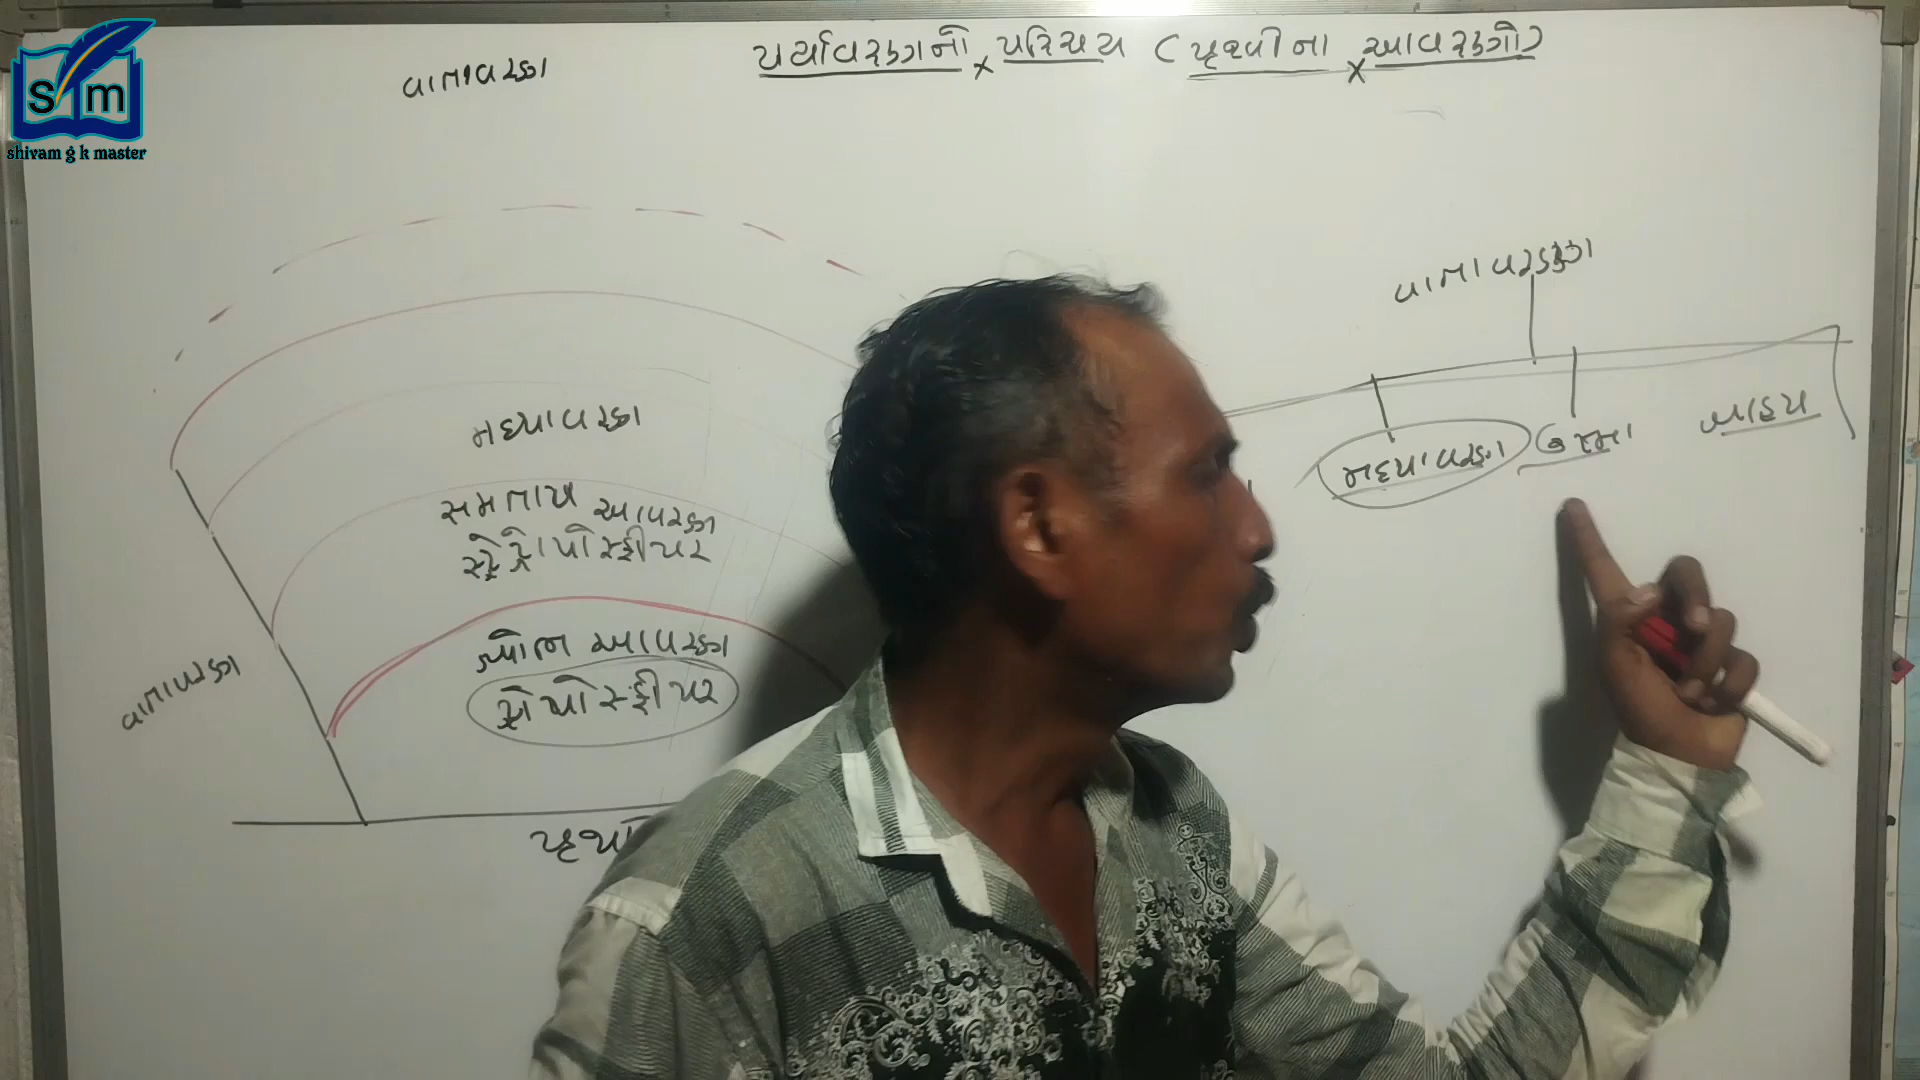 પર્યાવરણનો પરિચય ( પૃથ્વીના આવરણો )
વાતાવરણ
sm
shivam g k master
વાતાવરણ
મધ્યાવરણ
ઉષ્મા
બાહ્ય
મધ્યાવરણ
સમતાપ આવરણ
સ્ટ્રેટોપોસ્ફીયર
ક્ષોભ આવરણ
ટ્રોપોસ્ફીયર
વાતાવરણ